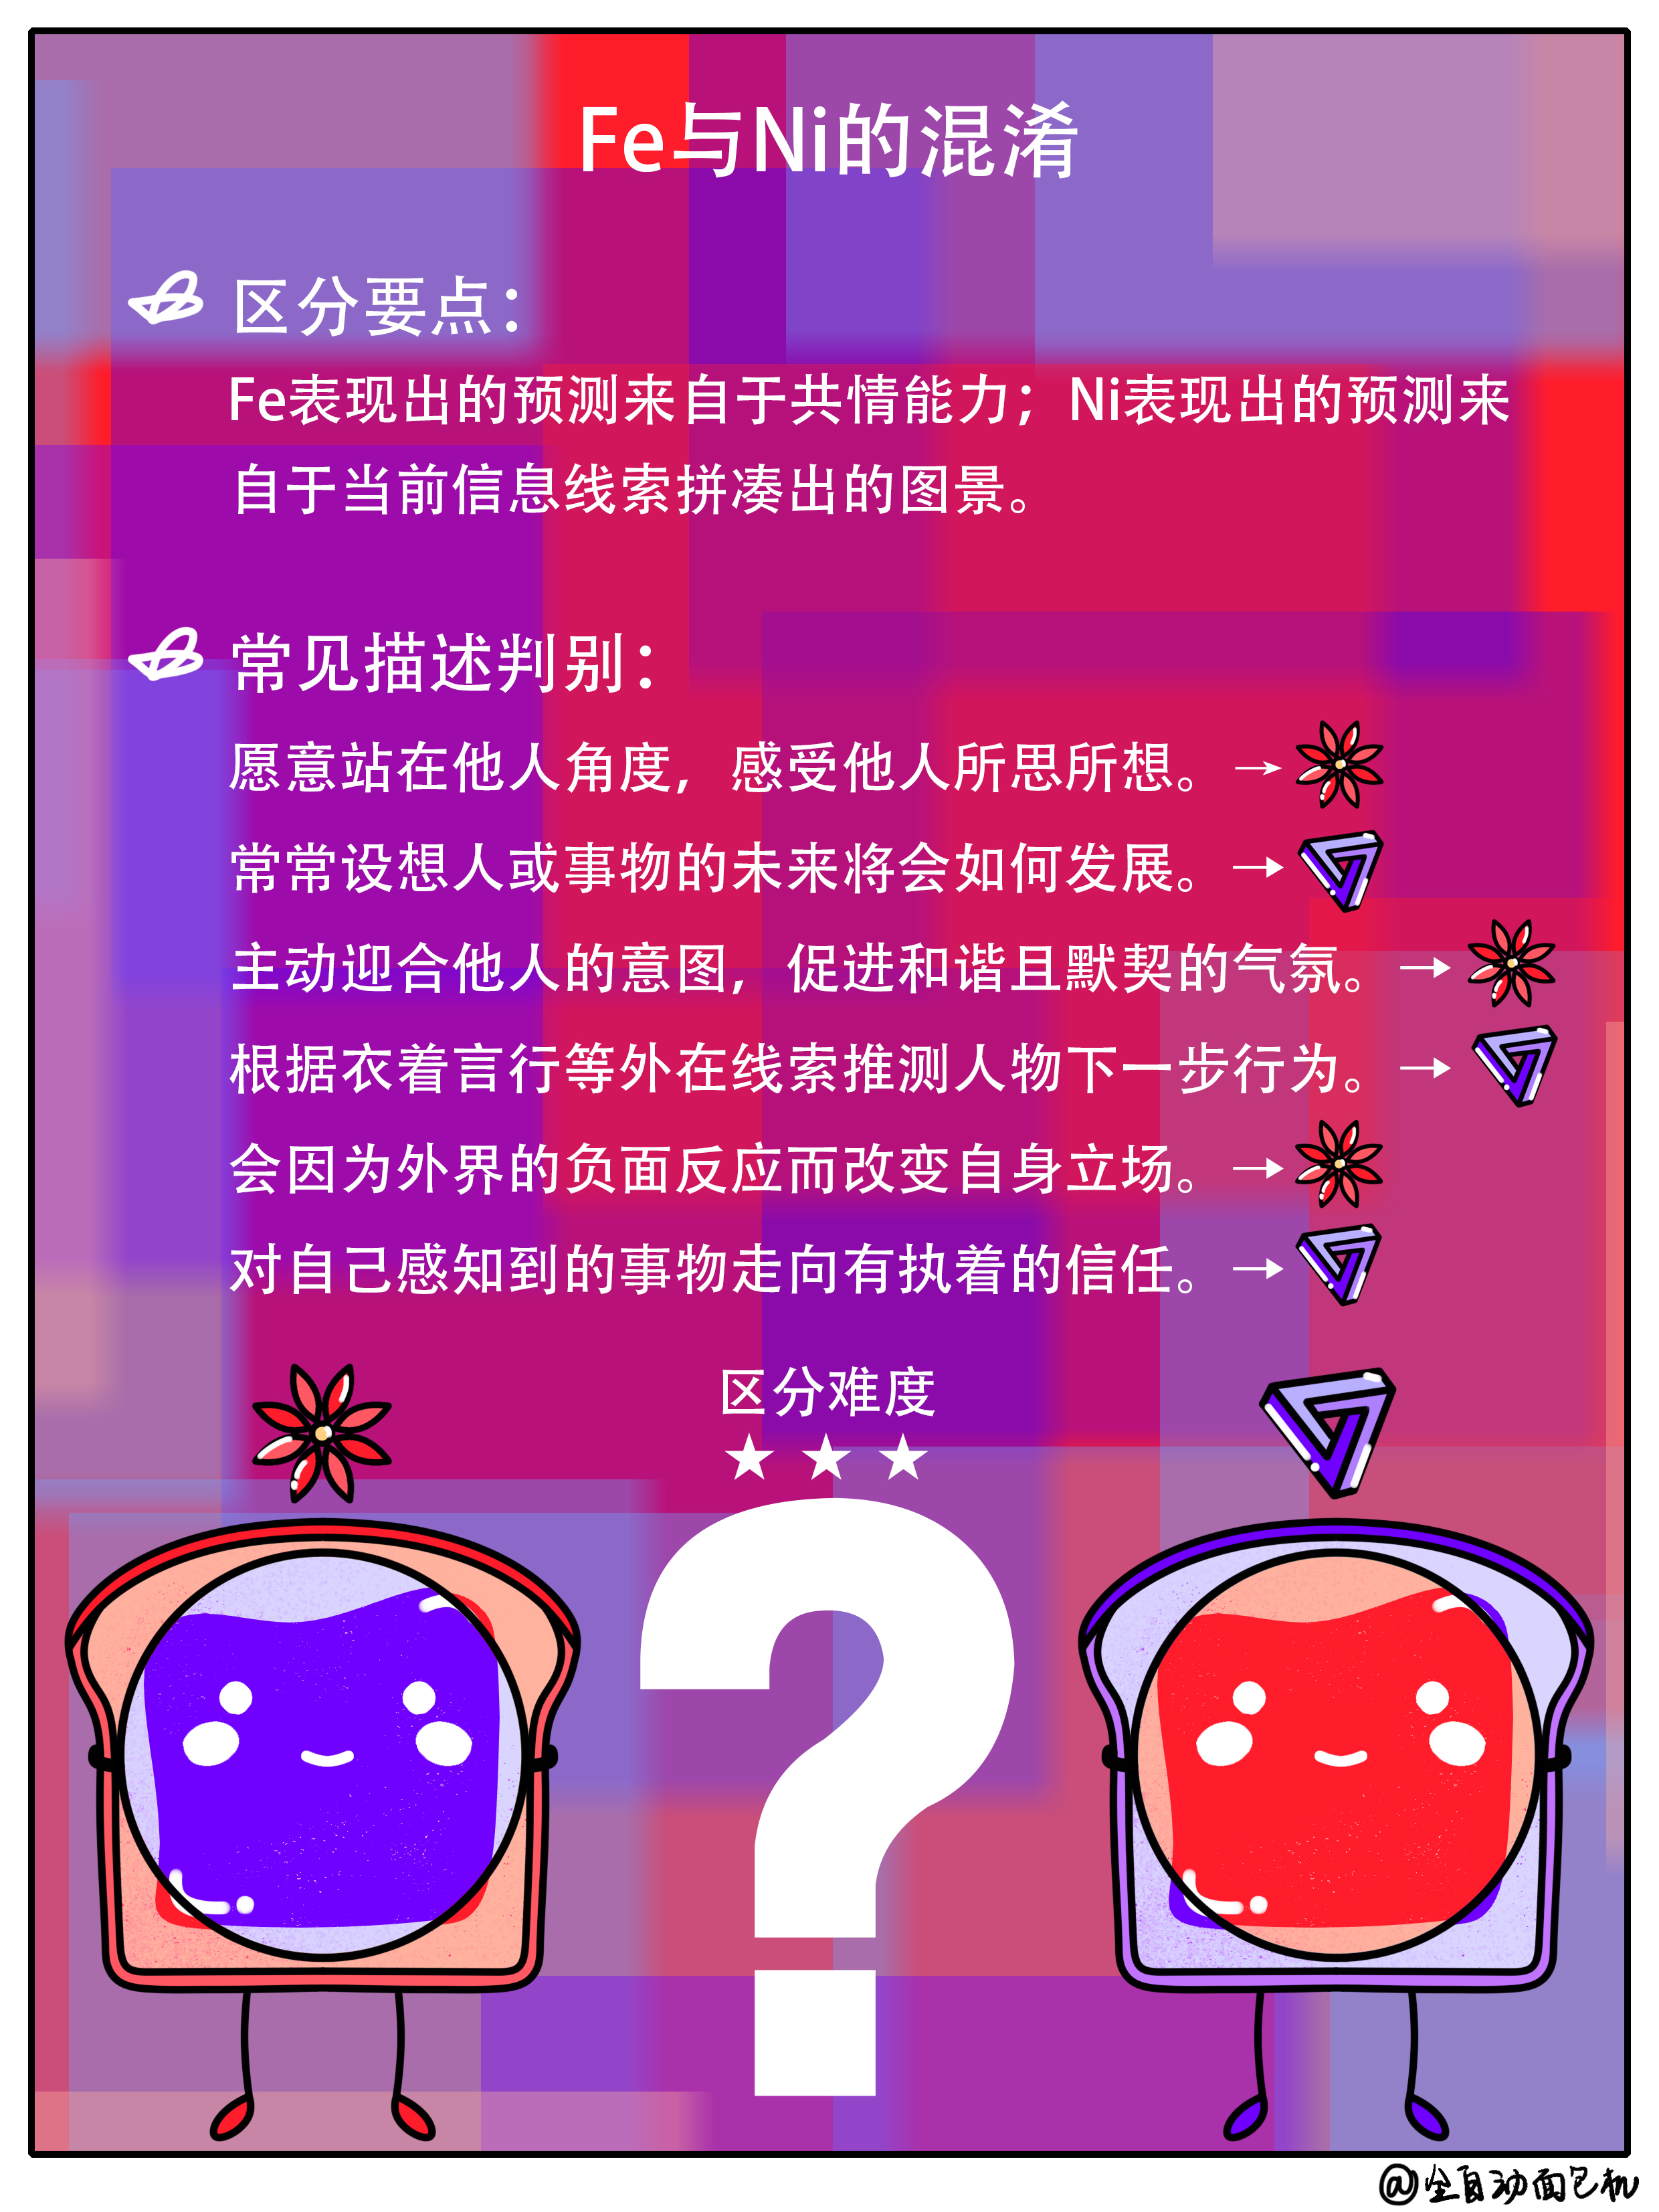 Fe与Ni的混淆
区分要点：
Fe表现出的预测来自于共情能力；Ni表现出的预测来
自于当前信息线索拼凑出的图景。
常见描述判别：
愿意站在他人角度，感受他人所思所想。→
常常设想人或事物的未来将会如何发展。→
主动迎合他人的意图，促进和谐且默契的气氛。→
根据衣着言行等外在线索推测人物下一步行为。→
会因为外界的负面反应而改变自身立场。→
对自己感知到的事物走向有执着的信任。→
区分难度
★★★
?
@全自动面包机